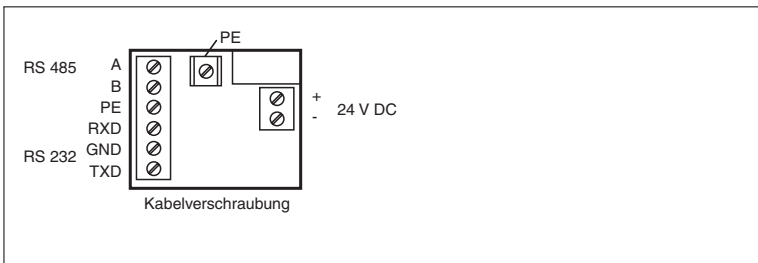 PE
RS 485 A
B
PE
RXD
RS 232 GND
TXD
+
- 24 V DC
Kabelverschraubung